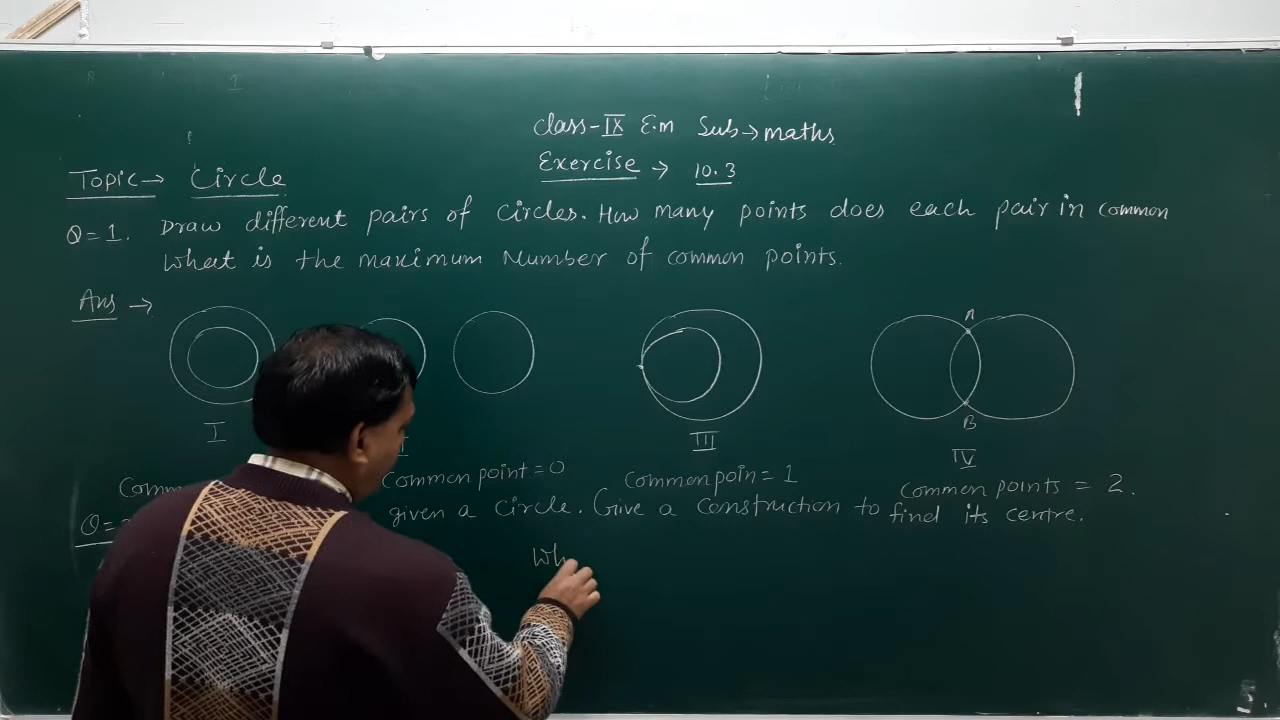 Class-IX E.m Sub→maths
Exercise → 10.3
Topic→ Circle
Q=1. Draw different pairs of circles. How many points does each pair in common
What is the maximum Number of common points.
Ans →
A
B
I III IV
Common point=0 Common poin=1 Common points = 2.
given a circle. Give a construction to find its centre.
Wh